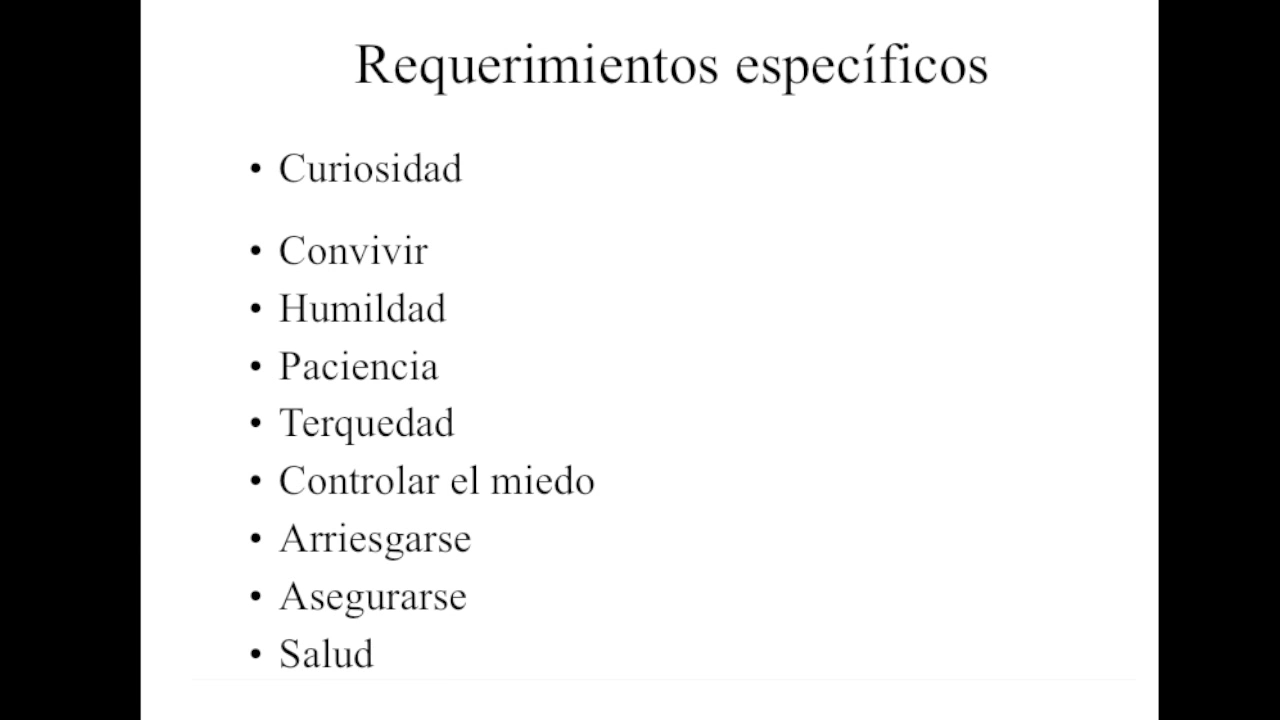 Requerimientos específicos
• Curiosidad
• Convivir
• Humildad
• Paciencia
• Terquedad
• Controlar el miedo
• Arriesgarse
• Asegurarse
• Salud